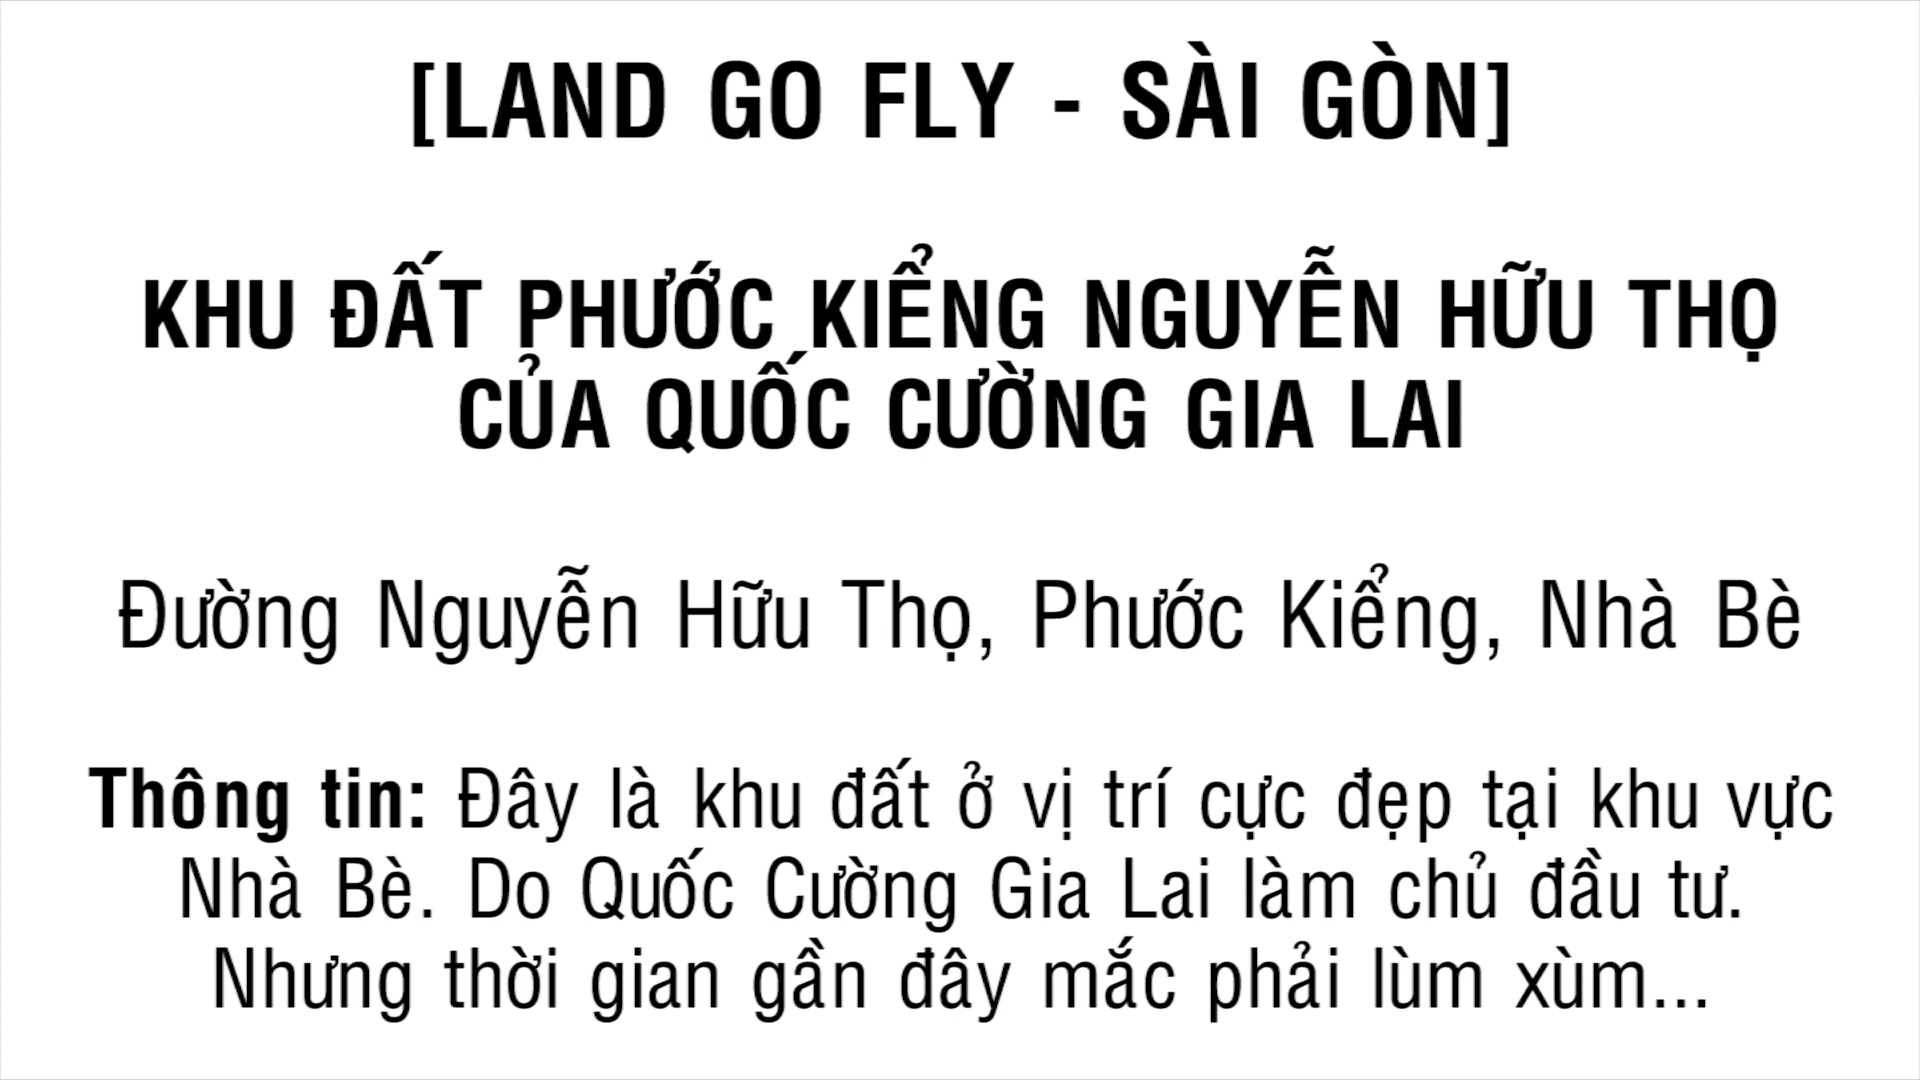 [LAND GO FLY - SÀI GÒN]
KHU ĐẤT PHƯỚC KIỂNG NGUYỄN HỮU THỌ
CỦA QUỐC CƯỜNG GIA LAI
Đường Nguyễn Hữu Thọ, Phước Kiểng, Nhà Bè
Thông tin: Đây là khu đất ở vị trí cực đẹp tại khu vực
Nhà Bè. Do Quốc Cường Gia Lai làm chủ đầu tư.
Nhưng thời gian gần đây mắc phải lùm xùm...